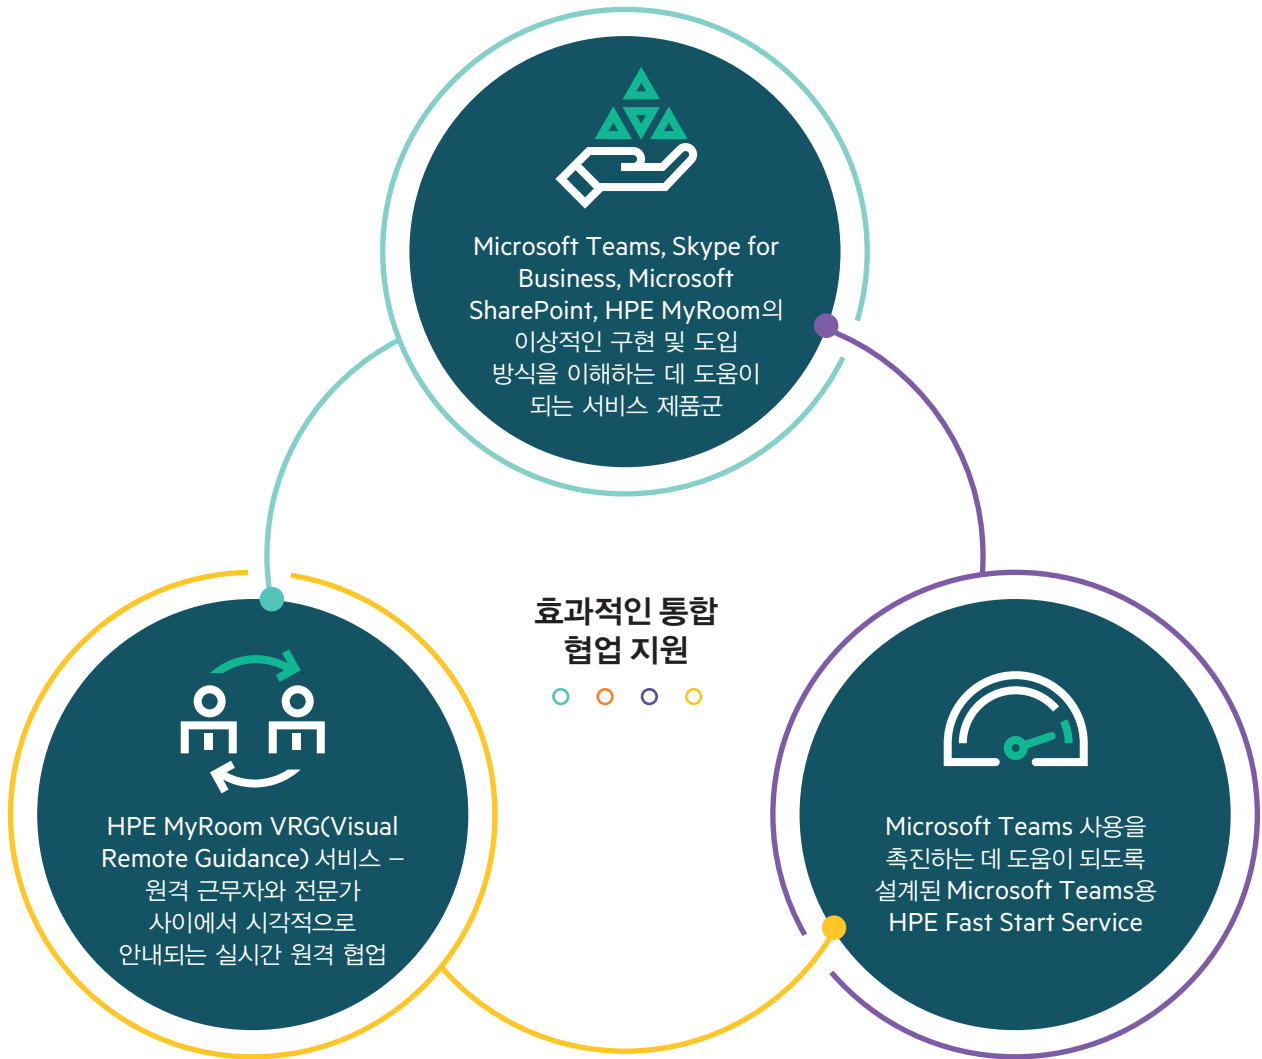 Microsoft Teams, Skype for
Business, Microsoft
SharePoint, HPE MyRoom의
이상적인 구현 및 도입
방식을 이해하는 데 도움이
되는 서비스 제품군
효과적인 통합
협업 지원
HPE MyRoom VRG(Visual
Remote Guidance) 서비스 –
원격 근무자와 전문가
사이에서 시각적으로
안내되는 실시간 원격 협업
Microsoft Teams 사용을
촉진하는 데 도움이 되도록
설계된 Microsoft Teams용
HPE Fast Start Service